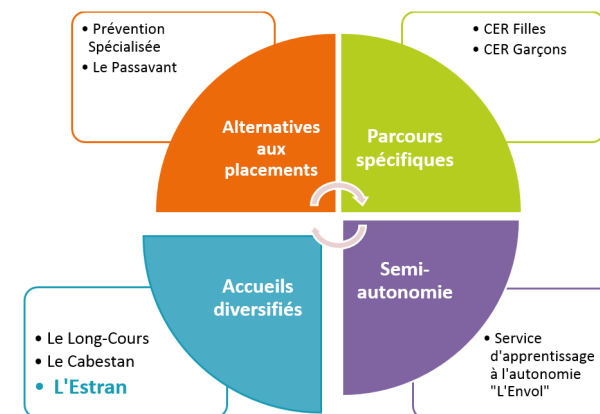 • Prévention
Spécialisée
• Le Passavant
• CER Filles
• CER Garçons
Alternatives
aux
placements
Parcours
spécifiques
Accueils
diversifiés
Semi-
autonomie
• Le Long-Cours
• Le Cabestan
• L'Estran
• Service
d'apprentissage
à l'autonomie
"L'Envol"